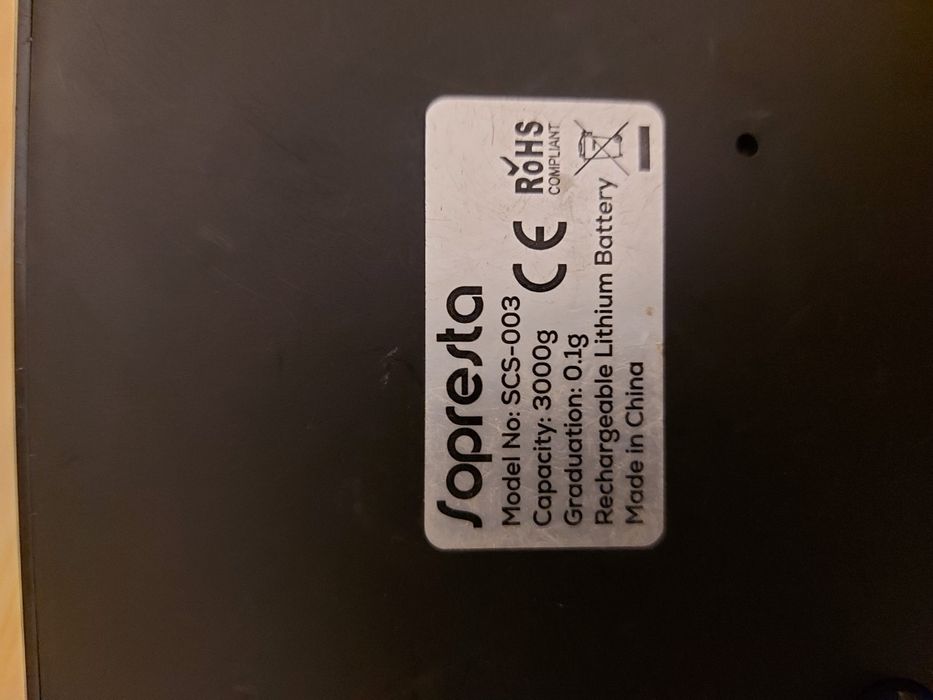 sopresta
Model No: SCS-003
Capacity: 3000g
Graduation: 0.1g
Rechargeable Lithium Battery
Made in China
CE
RoHS
COMPLIANT